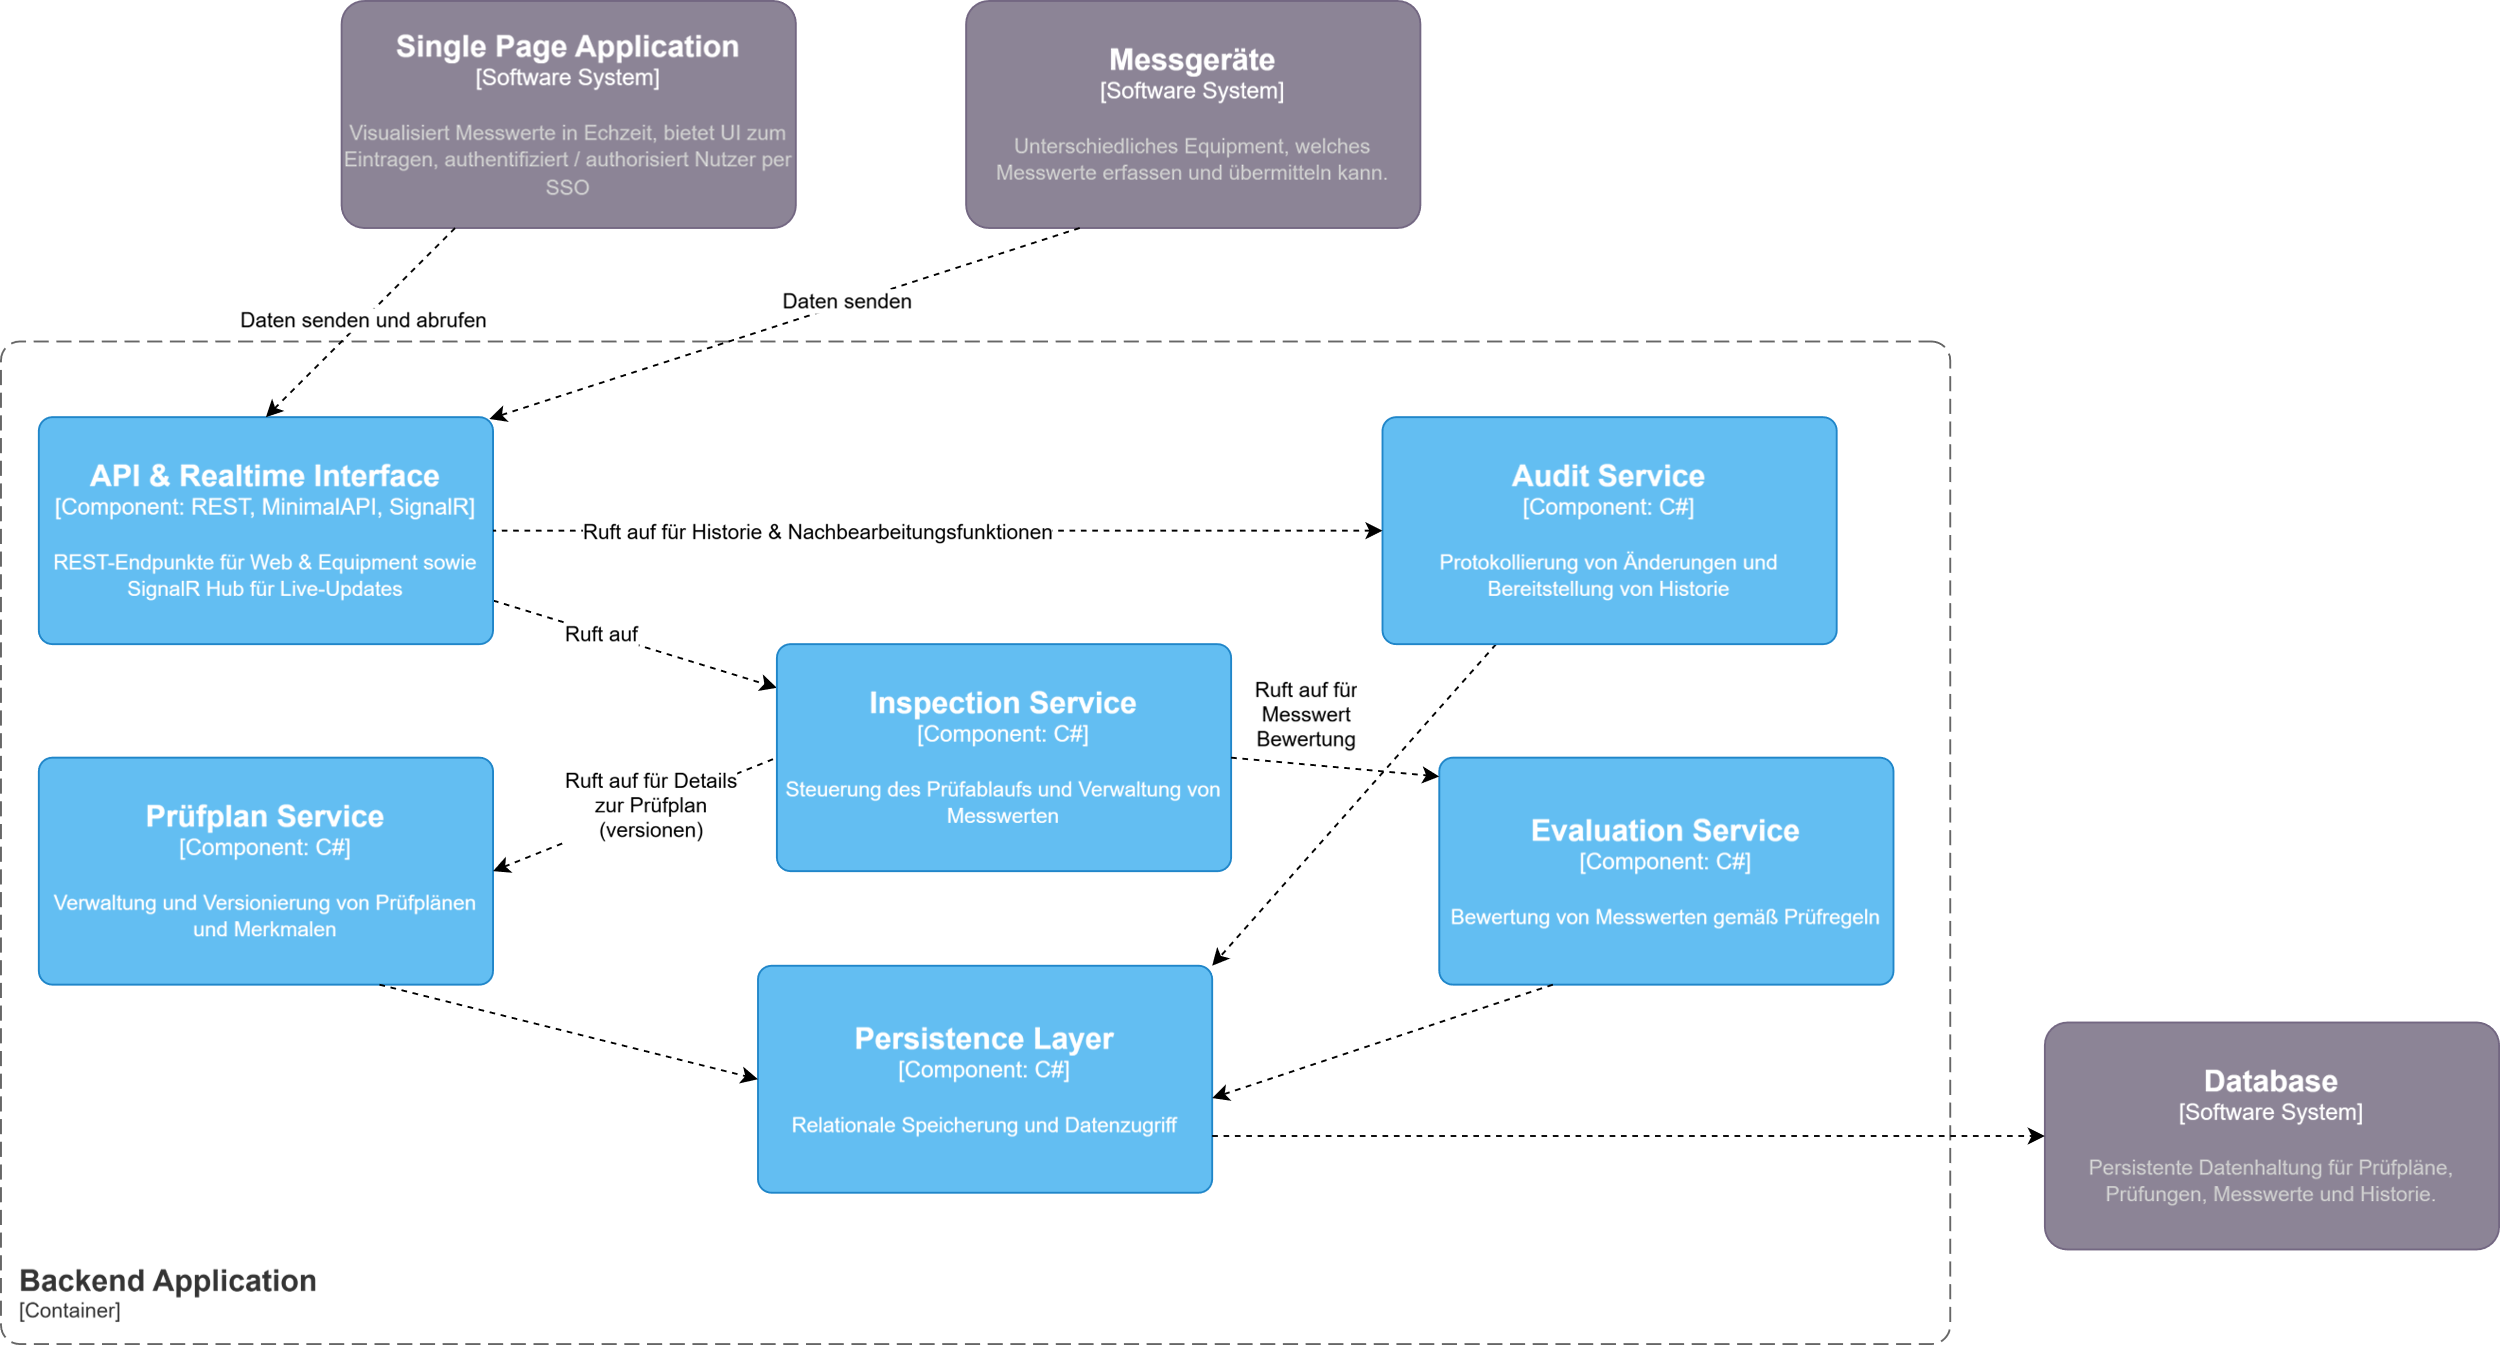 Single Page Application
[Software System]
Visualisiert Messwerte in Echzeit, bietet UI zum
Eintragen, authentifiziert / authorisiert Nutzer per
SSO
Messgeräte
[Software System]
Unterschiedliches Equipment, welches
Messwerte erfassen und übermitteln kann.
Daten senden und abrufen
Daten senden
API & Realtime Interface
[Component: REST, MinimalAPI, SignalR]
REST-Endpunkte für Web & Equipment sowie
SignalR Hub für Live-Updates
Ruft auf für Historie & Nachbearbeitungsfunktionen
Audit Service
[Component: C#]
Protokollierung von Änderungen und
Bereitstellung von Historie
Ruft auf
Inspection Service
[Component: C#]
Steuerung des Prüfablaufs und Verwaltung von
Messwerten
Ruft auf für
Messwert
Bewertung
Ruft auf für Details
zur Prüfplan
(versionen)
Prüfplan Service
[Component: C#]
Verwaltung und Versionierung von Prüfplänen
und Merkmalen
Evaluation Service
[Component: C#]
Bewertung von Messwerten gemäß Prüfregeln
Persistence Layer
[Component: C#]
Relationale Speicherung und Datenzugriff
Database
[Software System]
Persistente Datenhaltung für Prüfpläne,
Prüfungen, Messwerte und Historie.
Backend Application
[Container]